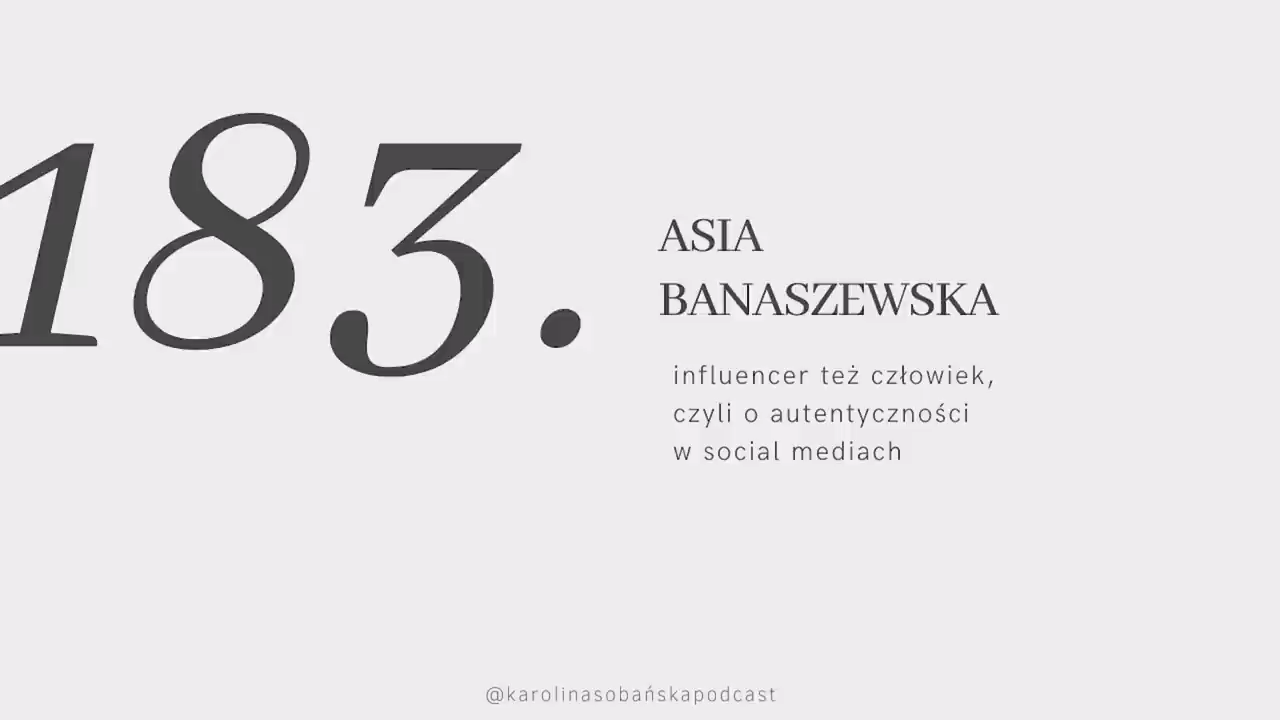 183.
ASIA
BANASZEWSKA
influencer też człowiek,
czyli o autentyczności
w social mediach
@karolinasobańskapodcast